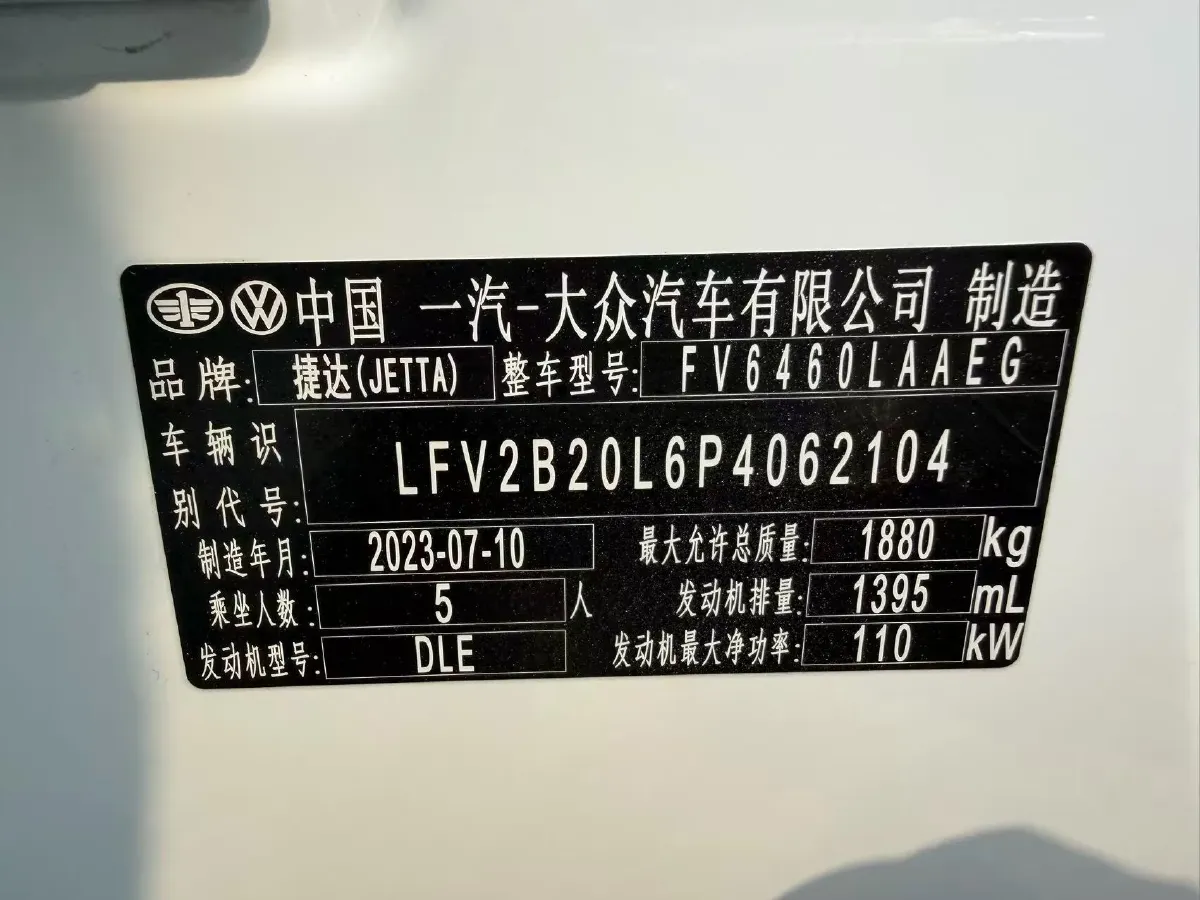 中国 一汽-大众汽车有限公司 制造
品牌: 捷达(JETTA) 整车型号: FV6460LAAEG
车辆识别代号: LFV2B20L6P4062104
制造年月: 2023-07-10 最大允许总质量: 1880 kg
乘坐人数: 5 人 发动机排量: 1395 mL
发动机型号: DLE 发动机最大净功率: 110 kW